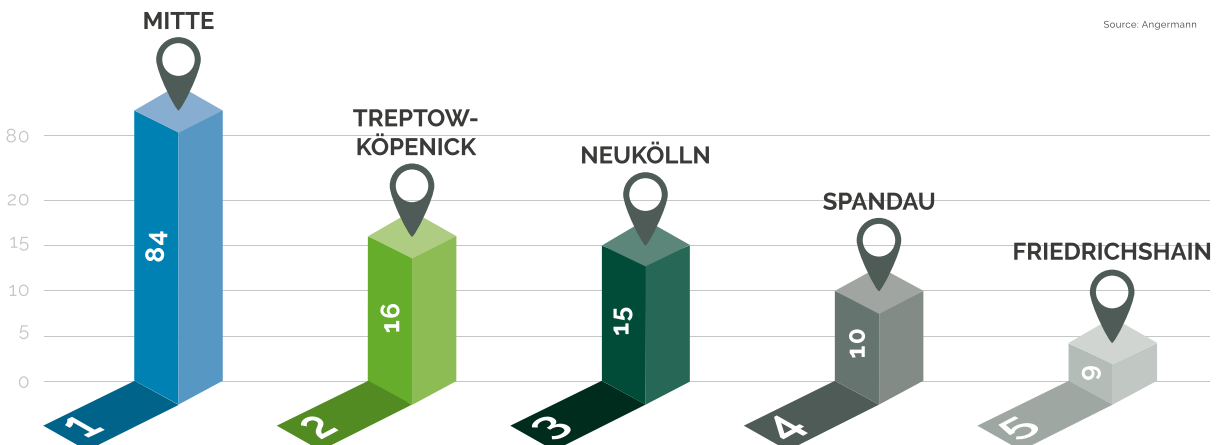 MITTE
Source: Angermann
TREPTOW-
KÖPENICK
NEUKÖLLN
SPANDAU
FRIEDRICHSHAIN
80
20
15
10
5
0
84
16
15
10
9
1
2
3
4
5